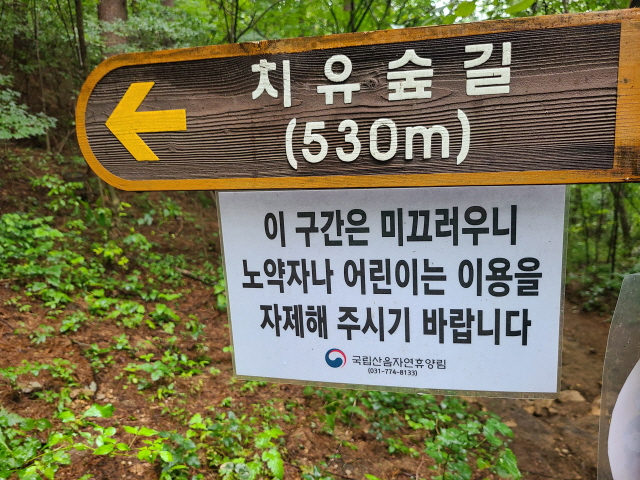 치유숲길
(530m)
이 구간은 미끄러우니
노약자나 어린이는 이용을
자제해 주시기 바랍니다
국립산음자연휴양림
(031-774-8133)